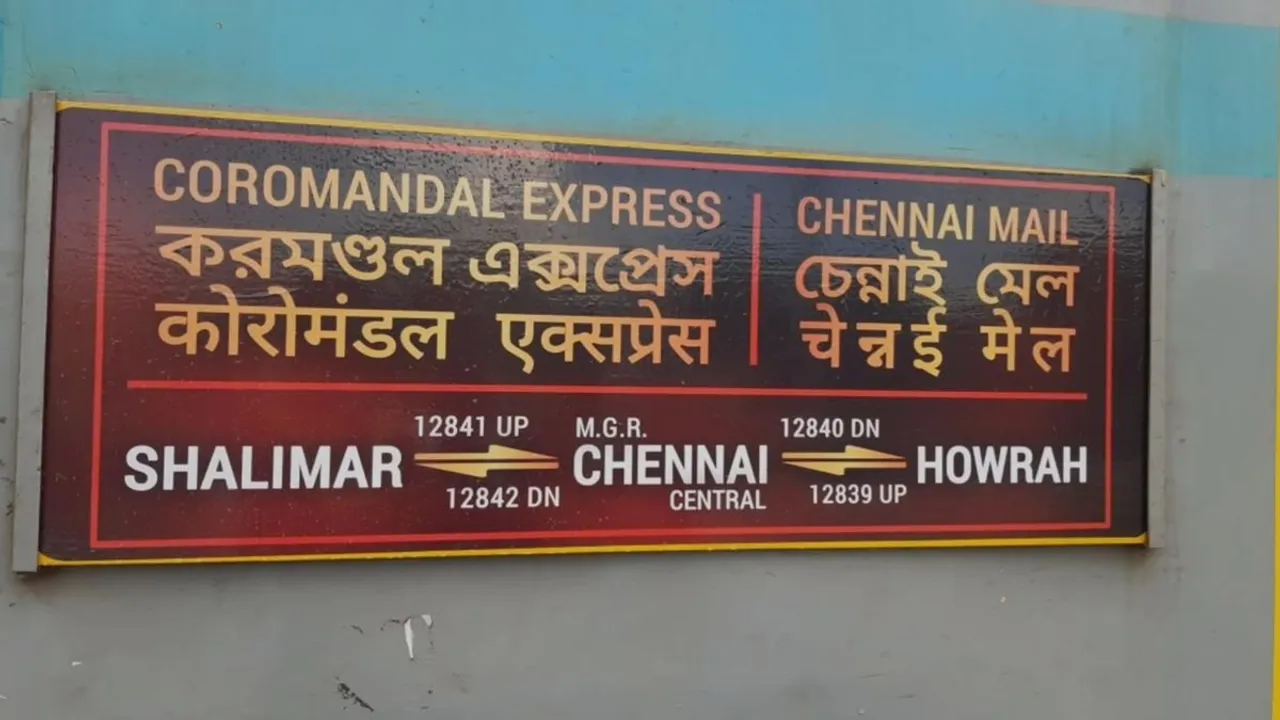 COROMANDAL EXPRESS
করমণ্ডল এক্সপ্রেস
कोरोमंडल एक्सप्रेस
CHENNAI MAIL
চেন্নাই মেল
चेन्नई मेल
12841 UP
SHALIMAR
12842 DN
M.G.R.
CHENNAI
CENTRAL
12840 DN
12839 UP
HOWRAH